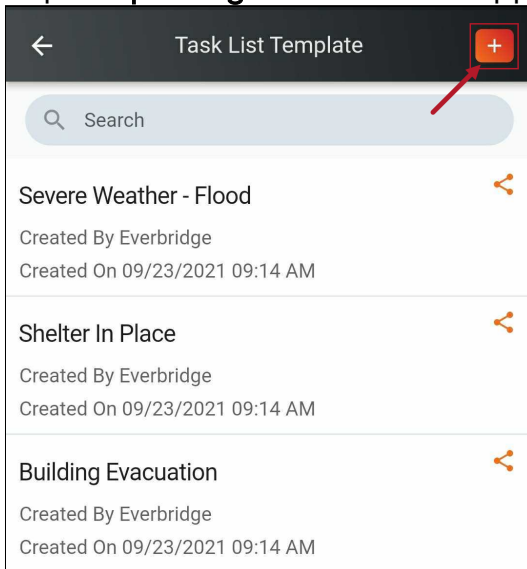 Task List Template
+
Search
Severe Weather - Flood
Created By Everbridge
Created On 09/23/2021 09:14 AM
Shelter In Place
Created By Everbridge
Created On 09/23/2021 09:14 AM
Building Evacuation
Created By Everbridge
Created On 09/23/2021 09:14 AM